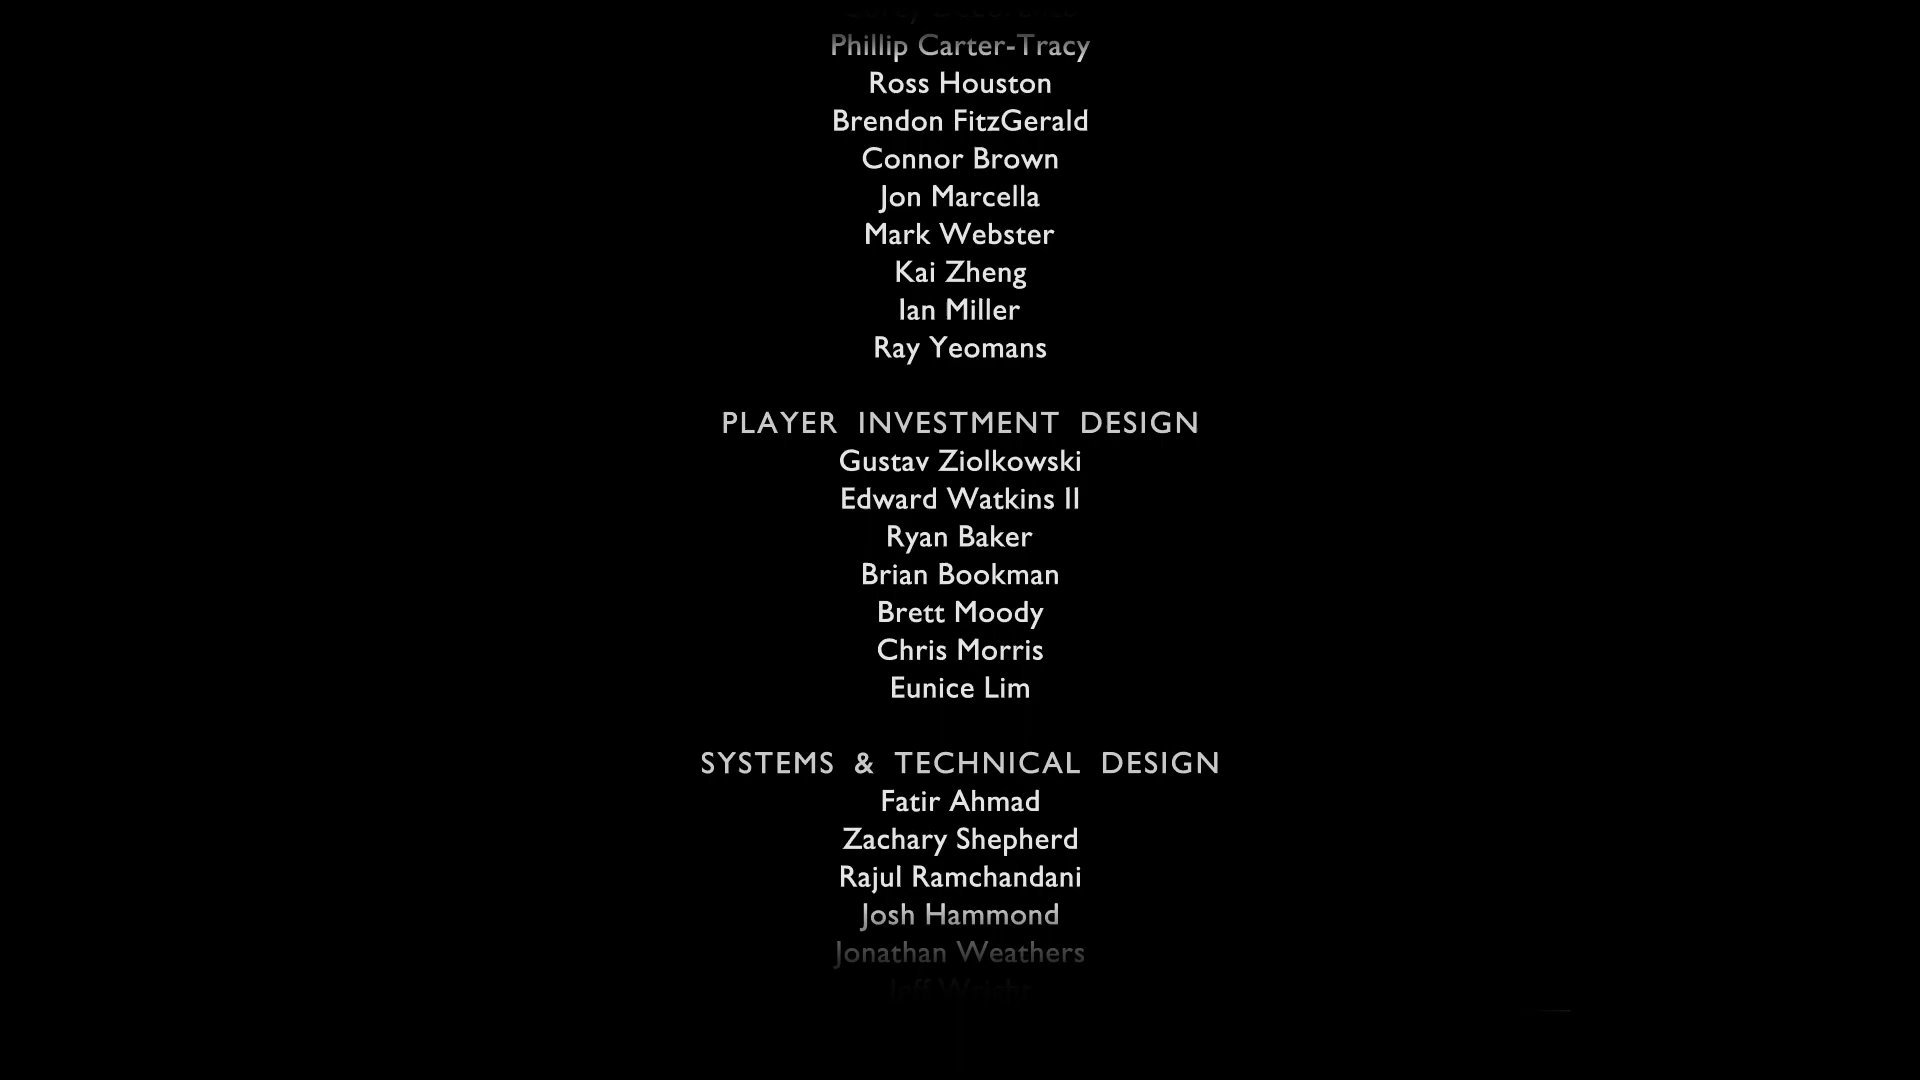 Phillip Carter-Tracy
Ross Houston
Brendon FitzGerald
Connor Brown
Jon Marcella
Mark Webster
Kai Zheng
Ian Miller
Ray Yeomans
PLAYER INVESTMENT DESIGN
Gustav Ziolkowski
Edward Watkins II
Ryan Baker
Brian Bookman
Brett Moody
Chris Morris
Eunice Lim
SYSTEMS & TECHNICAL DESIGN
Fatir Ahmad
Zachary Shepherd
Rajul Ramchandani
Josh Hammond
Jonathan Weathers
Jeff Wright